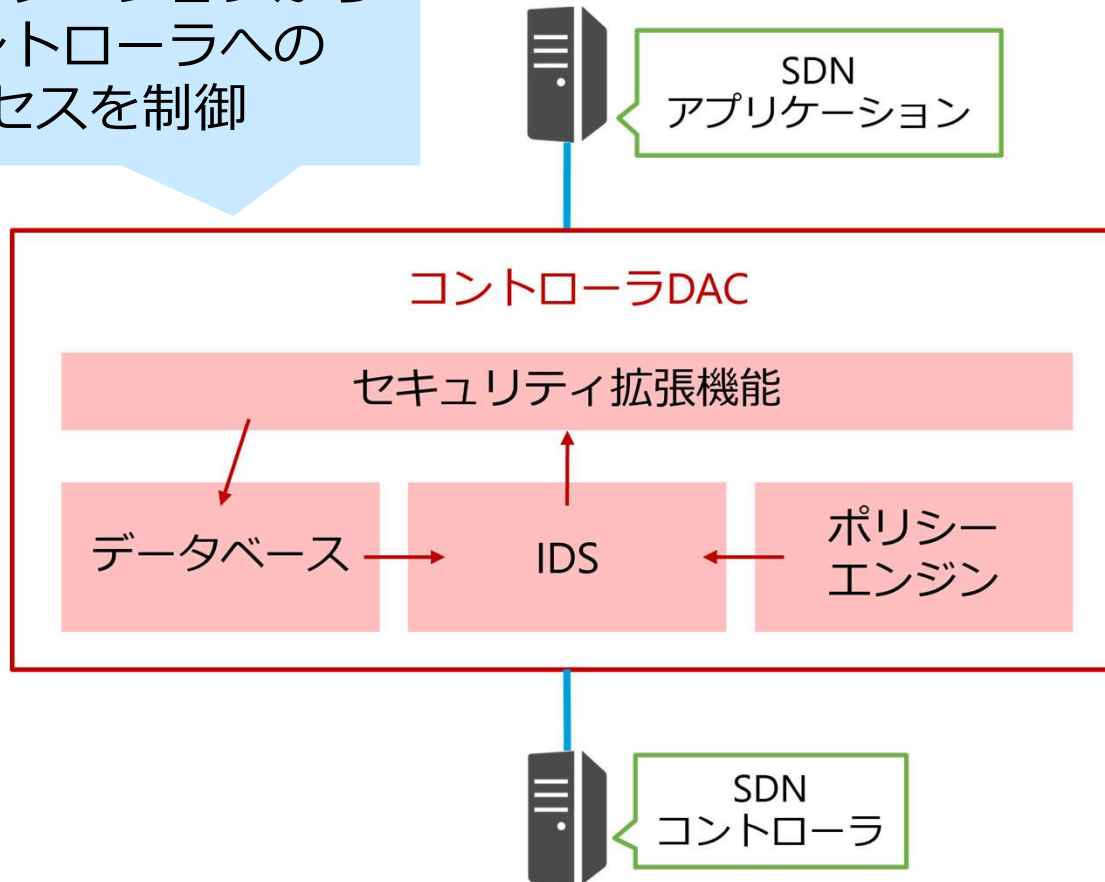 ントローラへの
セスを制御
SDN
アプリケーション
コントローラDAC
セキュリティ拡張機能
データベース
IDS
ポリシー
エンジン
SDN
コントローラ